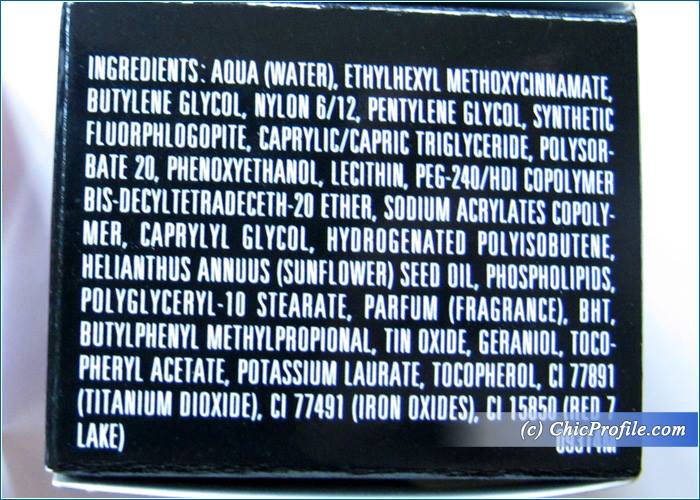 INGREDIENTS: AQUA (WATER), ETHYLHEXYL METHOXYCINNAMATE,
BUTYLENE GLYCOL, NYLON 6/12, PENTYLENE GLYCOL, SYNTHETIC
FLUORPHLOGOPITE, CAPRYLIC/CAPRIC TRIGLYCERIDE, POLYSOR-
BATE 20, PHENOXYETHANOL, LECITHIN, PEG-240/HDI COPOLYMER
BIS-DECYLTETRADECETH-20 ETHER, SODIUM ACRYLATES COPOLY-
MER, CAPRYLYL GLYCOL, HYDROGENATED POLYISOBUTENE,
HELIANTHUS ANNUUS (SUNFLOWER) SEED OIL, PHOSPHOLIPIDS,
POLYGLYCERYL-10 STEARATE, PARFUM (FRAGRANCE), BHT,
BUTYLPHENYL METHYLPROPIONAL, TIN OXIDE, GERANIOL, TOCO-
PHERYL ACETATE, POTASSIUM LAURATE, TOCOPHEROL, CI 77891
(TITANIUM DIOXIDE), CI 77491 (IRON OXIDES), CI 15850 (RED 7
LAKE)
(c) ChicProfile.com